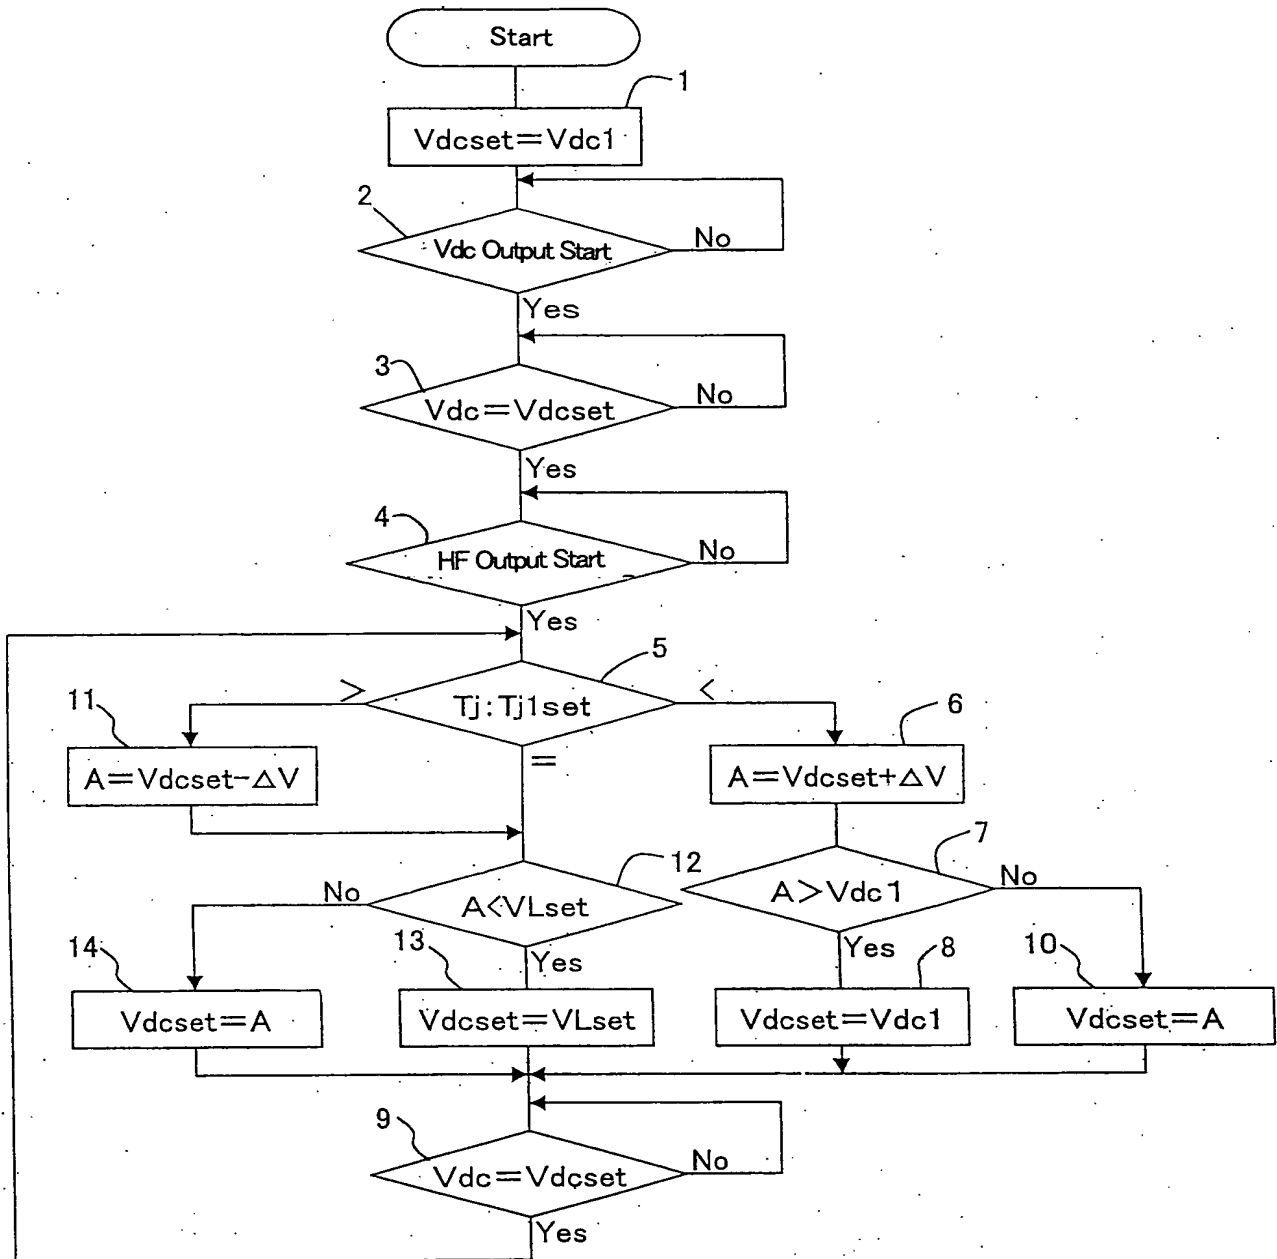 Start
1
Vdcset=Vdc1
2
Vdc Output Start
No
Yes
3
Vdc=Vdcset
No
Yes
4
HF Output Start
No
Yes
5
Tj:Tj1set
>
<
=
11
A=Vdcset-△V
6
A=Vdcset+△V
7
A>Vdc1
No
Yes
12
A<VLset
No
Yes
14
Vdcset=A
13
Vdcset=VLset
8
Vdcset=Vdc1
10
Vdcset=A
9
Vdc=Vdcset
No
Yes